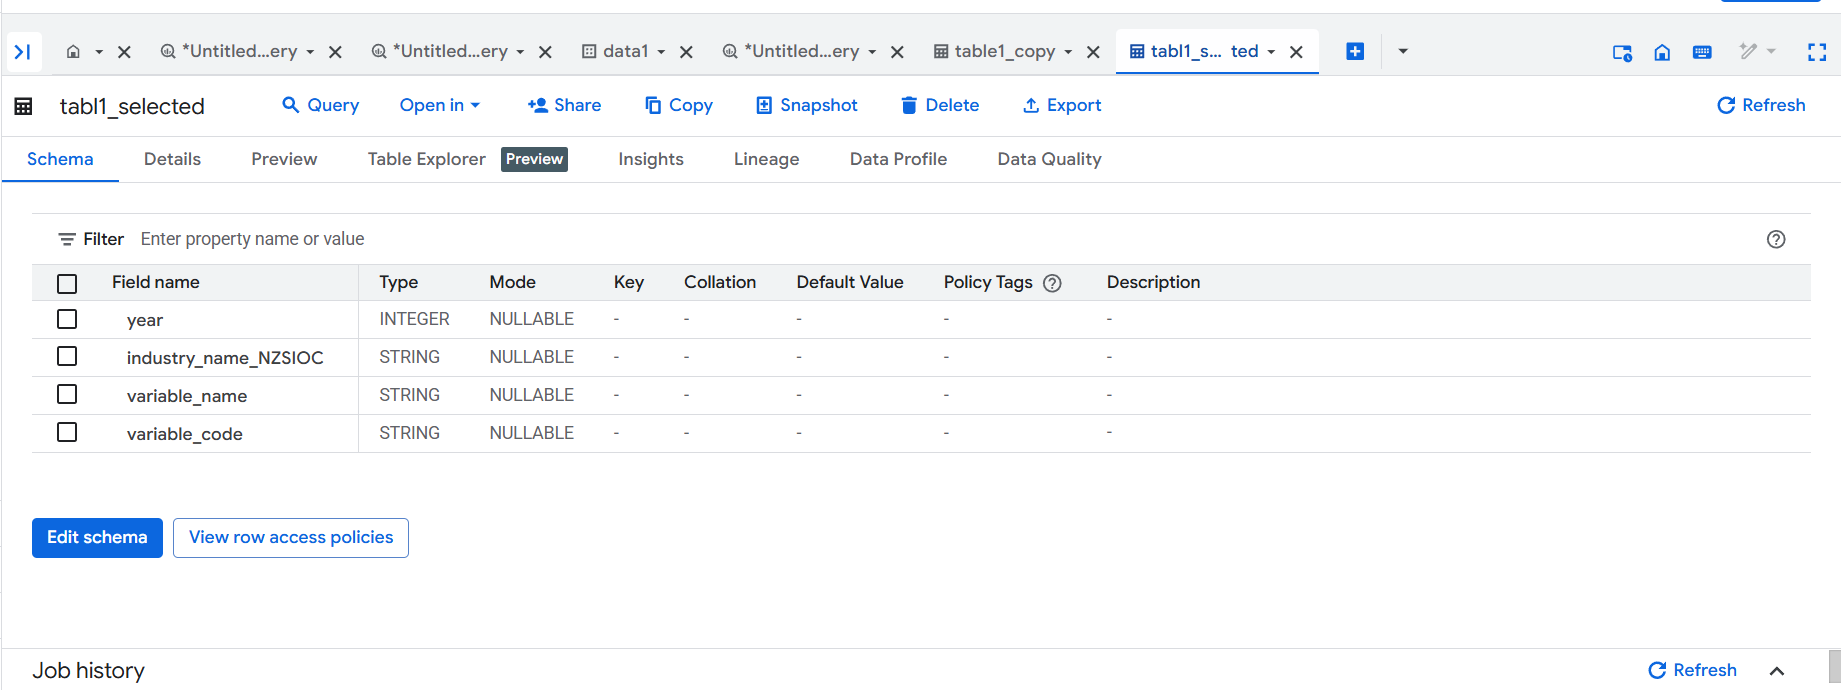 *Untitled...ery *Untitled...ery data1 *Untitled...ery table1_copy tabl1_s... ted
tabl1_selected Query Open in Share Copy Snapshot Delete Export Refresh
Schema Details Preview Table Explorer Preview Insights Lineage Data Profile Data Quality
Filter Enter property name or value
Field name Type Mode Key Collation Default Value Policy Tags Description
year INTEGER NULLABLE - - - - -
industry_name_NZSIOC STRING NULLABLE - - - - -
variable_name STRING NULLABLE - - - - -
variable_code STRING NULLABLE - - - - -
Edit schema View row access policies
Job history Refresh